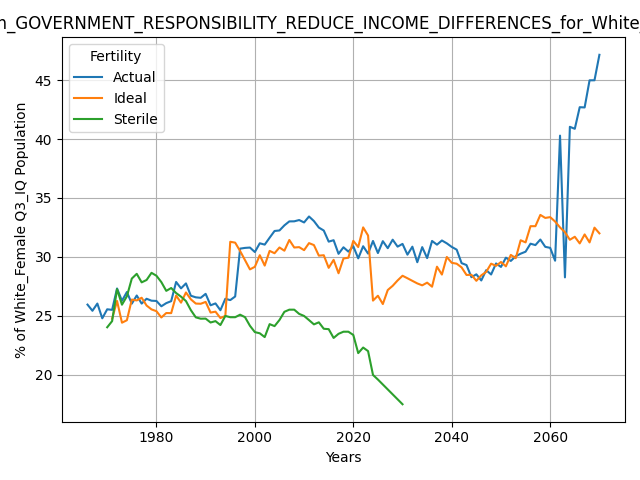 GOVERNMENT_RESPONSIBILITY_REDUCE_INCOME_DIFFERENCES_for_White_
Fertility
Actual
Ideal
Sterile
% of White_Female Q3_IQ Population
45
40
35
30
25
20
1980
2000
2020
2040
2060
Years